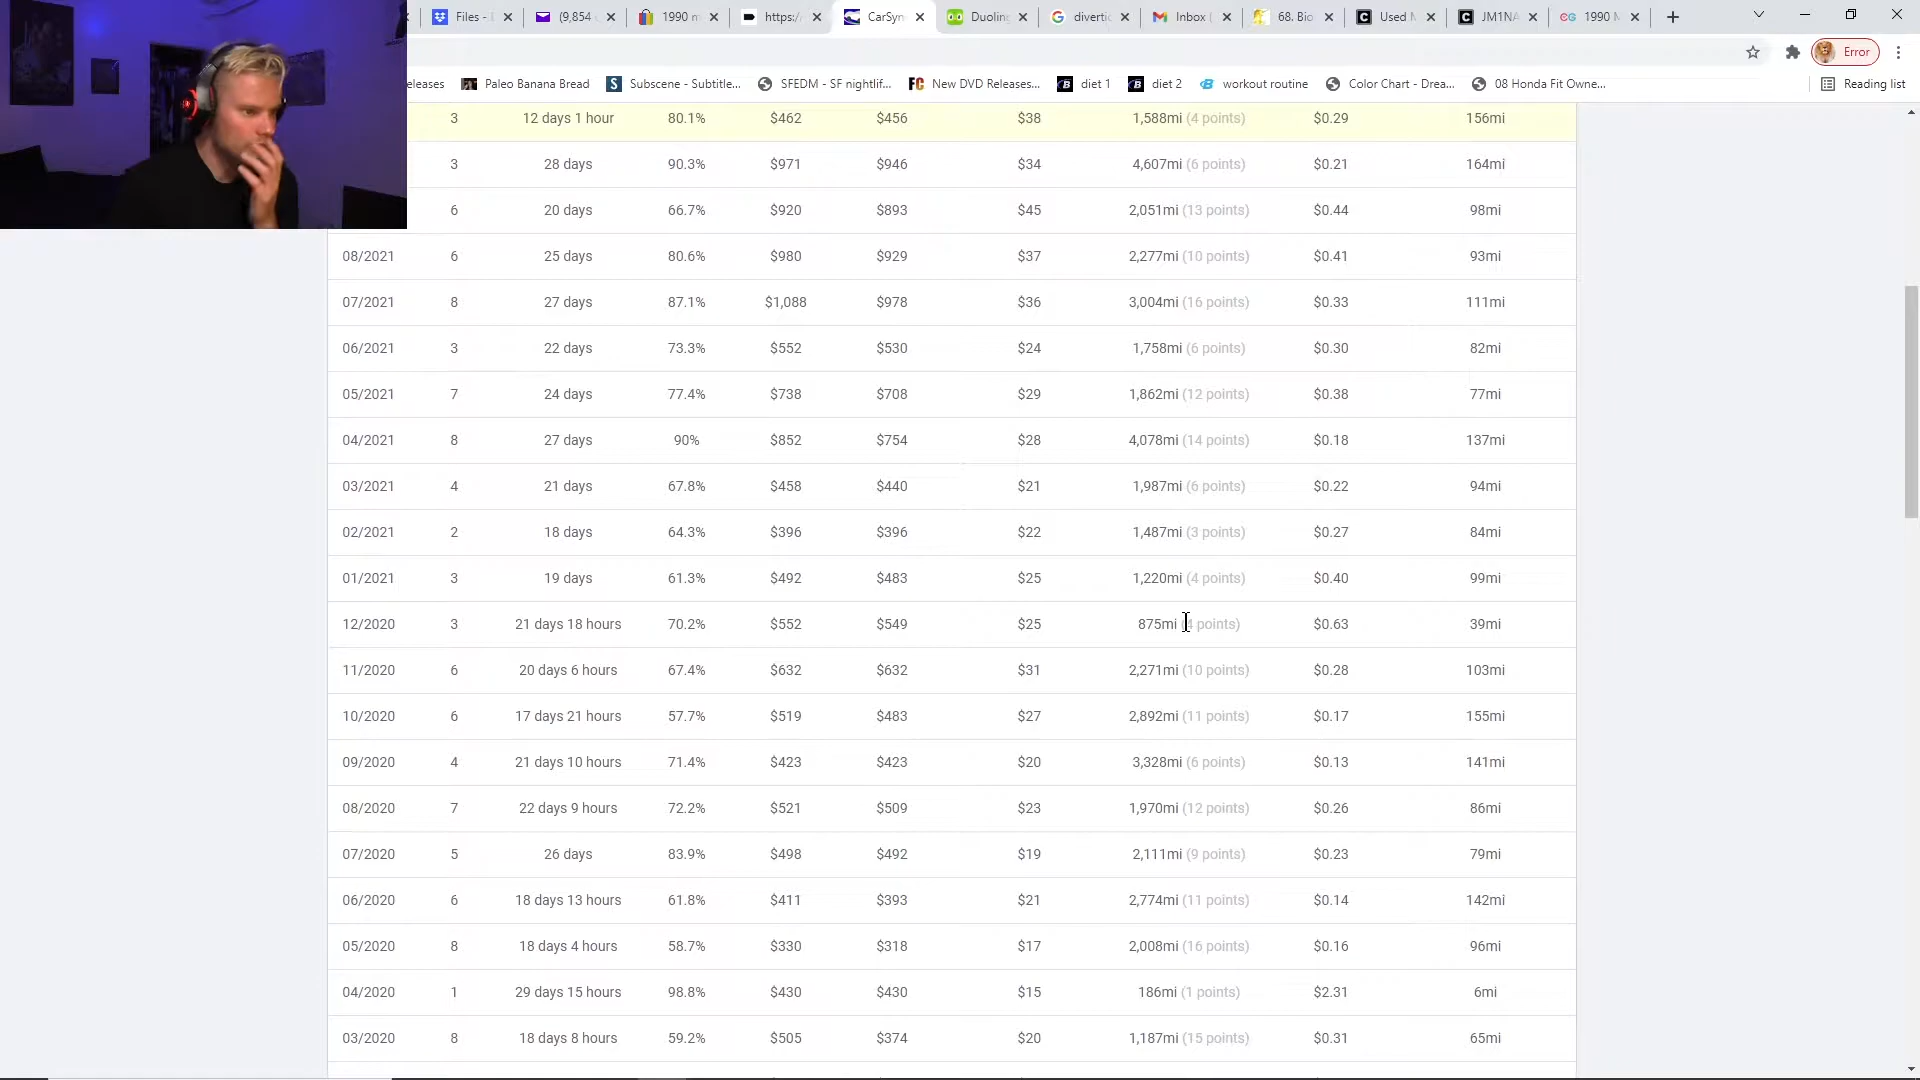 Files - E
(9,854
1990 m
https:/
CarSyn
Duoling
diverti
Inbox (
68. Bio
Used M
JM1NA
1990 M
Error
eleases
Paleo Banana Bread
Subscene - Subtitle...
SFEDM - SF nightlif...
New DVD Releases...
diet 1
diet 2
workout routine
Color Chart - Drea...
08 Honda Fit Owne...
Reading list
3 12 days 1 hour 80.1% $462 $456 $38 1,588mi (4 points) $0.29 156mi
3 28 days 90.3% $971 $946 $34 4,607mi (6 points) $0.21 164mi
6 20 days 66.7% $920 $893 $45 2,051mi (13 points) $0.44 98mi
08/2021 6 25 days 80.6% $980 $929 $37 2,277mi (10 points) $0.41 93mi
07/2021 8 27 days 87.1% $1,088 $978 $36 3,004mi (16 points) $0.33 111mi
06/2021 3 22 days 73.3% $552 $530 $24 1,758mi (6 points) $0.30 82mi
05/2021 7 24 days 77.4% $738 $708 $29 1,862mi (12 points) $0.38 77mi
04/2021 8 27 days 90% $852 $754 $28 4,078mi (14 points) $0.18 137mi
03/2021 4 21 days 67.8% $458 $440 $21 1,987mi (6 points) $0.22 94mi
02/2021 2 18 days 64.3% $396 $396 $22 1,487mi (3 points) $0.27 84mi
01/2021 3 19 days 61.3% $492 $483 $25 1,220mi (4 points) $0.40 99mi
12/2020 3 21 days 18 hours 70.2% $552 $549 $25 875mi (4 points) $0.63 39mi
11/2020 6 20 days 6 hours 67.4% $632 $632 $31 2,271mi (10 points) $0.28 103mi
10/2020 6 17 days 21 hours 57.7% $519 $483 $27 2,892mi (11 points) $0.17 155mi
09/2020 4 21 days 10 hours 71.4% $423 $423 $20 3,328mi (6 points) $0.13 141mi
08/2020 7 22 days 9 hours 72.2% $521 $509 $23 1,970mi (12 points) $0.26 86mi
07/2020 5 26 days 83.9% $498 $492 $19 2,111mi (9 points) $0.23 79mi
06/2020 6 18 days 13 hours 61.8% $411 $393 $21 2,774mi (11 points) $0.14 142mi
05/2020 8 18 days 4 hours 58.7% $330 $318 $17 2,008mi (16 points) $0.16 96mi
04/2020 1 29 days 15 hours 98.8% $430 $430 $15 186mi (1 points) $2.31 6mi
03/2020 8 18 days 8 hours 59.2% $505 $374 $20 1,187mi (15 points) $0.31 65mi